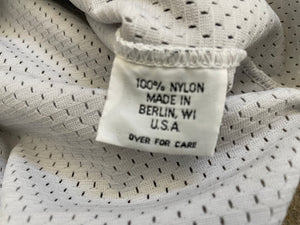 100% NYLON
MADE IN
BERLIN, WI
U.S.A
OVER FOR CARE